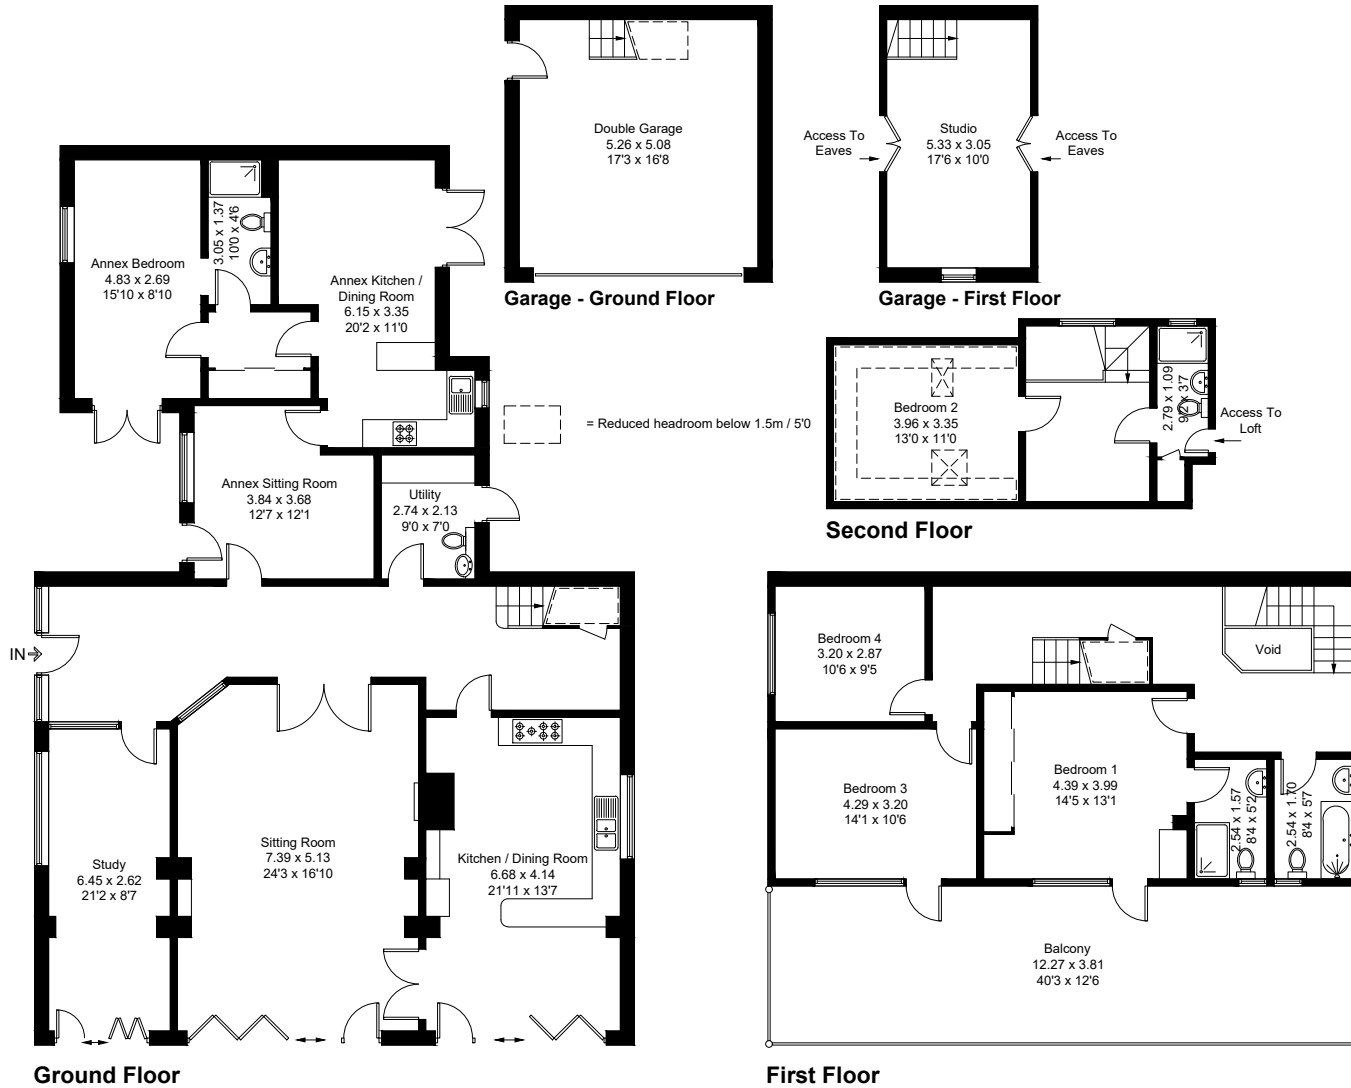 Double Garage
5.26 x 5.08
17'3 x 16'8
Garage - Ground Floor
Access To
Eaves
Studio
5.33 x 3.05
17'6 x 10'0
Access To
Eaves
Garage - First Floor
Annex Bedroom
4.83 x 2.69
15'10 x 8'10
3.05 x 1.37
10'0 x 4'6
Annex Kitchen /
Dining Room
6.15 x 3.35
20'2 x 11'0
= Reduced headroom below 1.5m / 5'0
Bedroom 2
3.96 x 3.35
13'0 x 11'0
2.79 x 1.09
9'2 x 3'7
Access To
Loft
Second Floor
Annex Sitting Room
3.84 x 3.68
12'7 x 12'1
Utility
2.74 x 2.13
9'0 x 7'0
IN
Study
6.45 x 2.62
21'2 x 8'7
Sitting Room
7.39 x 5.13
24'3 x 16'10
Kitchen / Dining Room
6.68 x 4.14
21'11 x 13'7
Ground Floor
Bedroom 4
3.20 x 2.87
10'6 x 9'5
Void
Bedroom 3
4.29 x 3.20
14'1 x 10'6
Bedroom 1
4.39 x 3.99
14'5 x 13'1
2.54 x 1.57
8'4 x 5'2
2.54 x 1.70
8'4 x 5'7
Balcony
12.27 x 3.81
40'3 x 12'6
First Floor